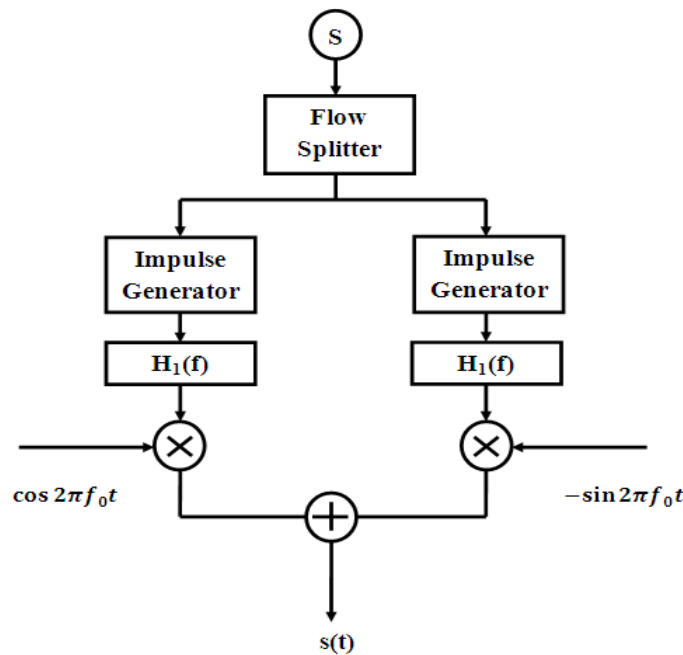 S
Flow
Splitter
Impulse
Generator
Impulse
Generator
H₁(f)
H₁(f)
cos 2πf₀t
−sin 2πf₀t
s(t)